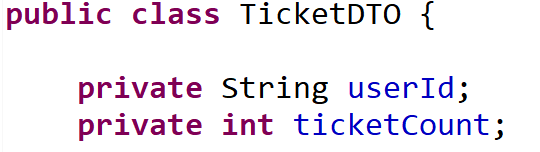 public class TicketDTO {
private String userId;
private int ticketCount;